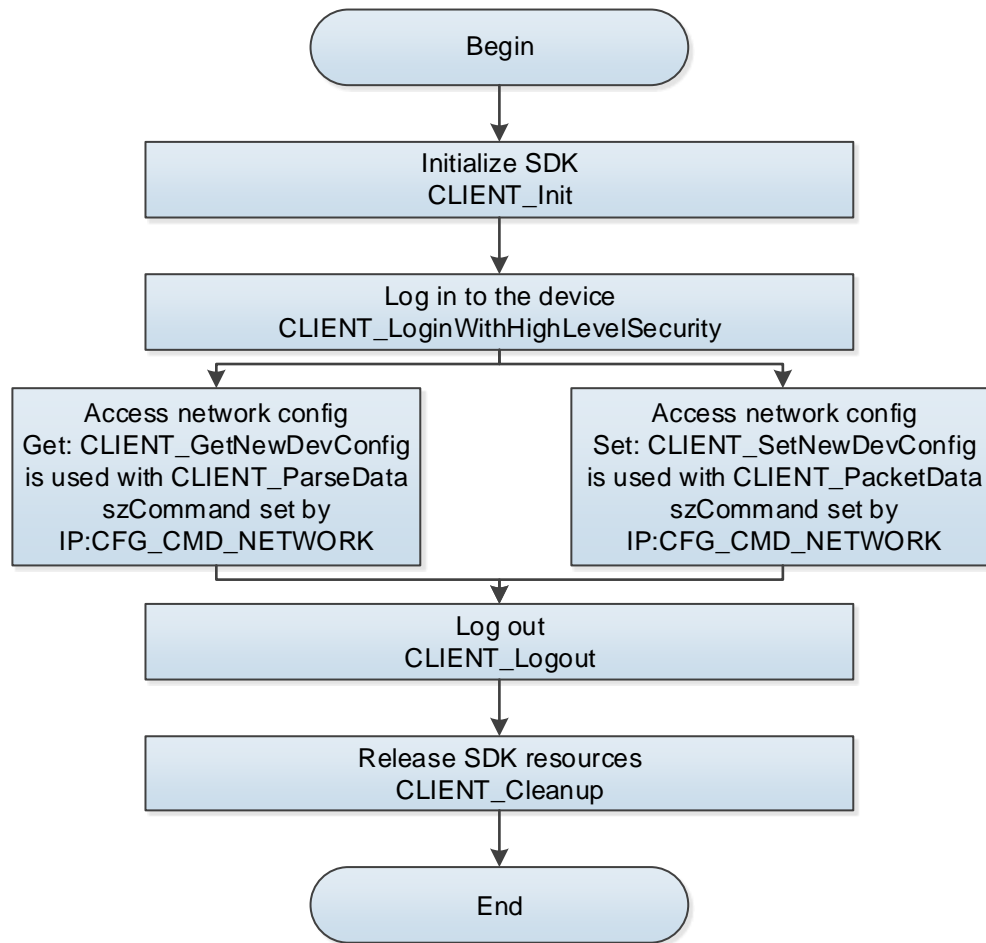 Begin
Initialize SDK
CLIENT_Init
Log in to the device
CLIENT_LoginWithHighLevelSecurity
Access network config
Get: CLIENT_GetNewDevConfig
is used with CLIENT_ParseData
szCommand set by
IP:CFG_CMD_NETWORK
Access network config
Set: CLIENT_SetNewDevConfig
is used with CLIENT_PacketData
szCommand set by
IP:CFG_CMD_NETWORK
Log out
CLIENT_Logout
Release SDK resources
CLIENT_Cleanup
End